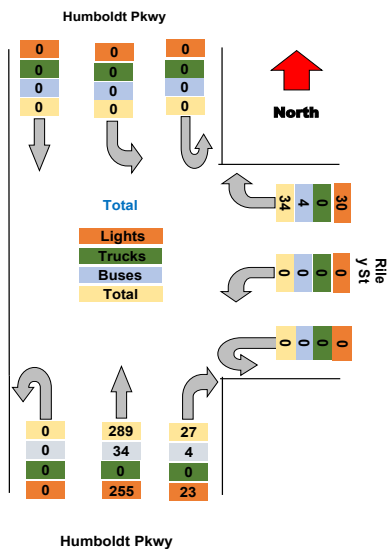 Humboldt Pkwy
0 0 0
0 0 0
0 0 0
0 0 0
North
34 4 0 30
Total
Lights
Trucks
Buses
Total
0 0 0 0
Rile
y St
0 0 0 0
0 289 27
0 34 4
0 0 0
0 255 23
Humboldt Pkwy